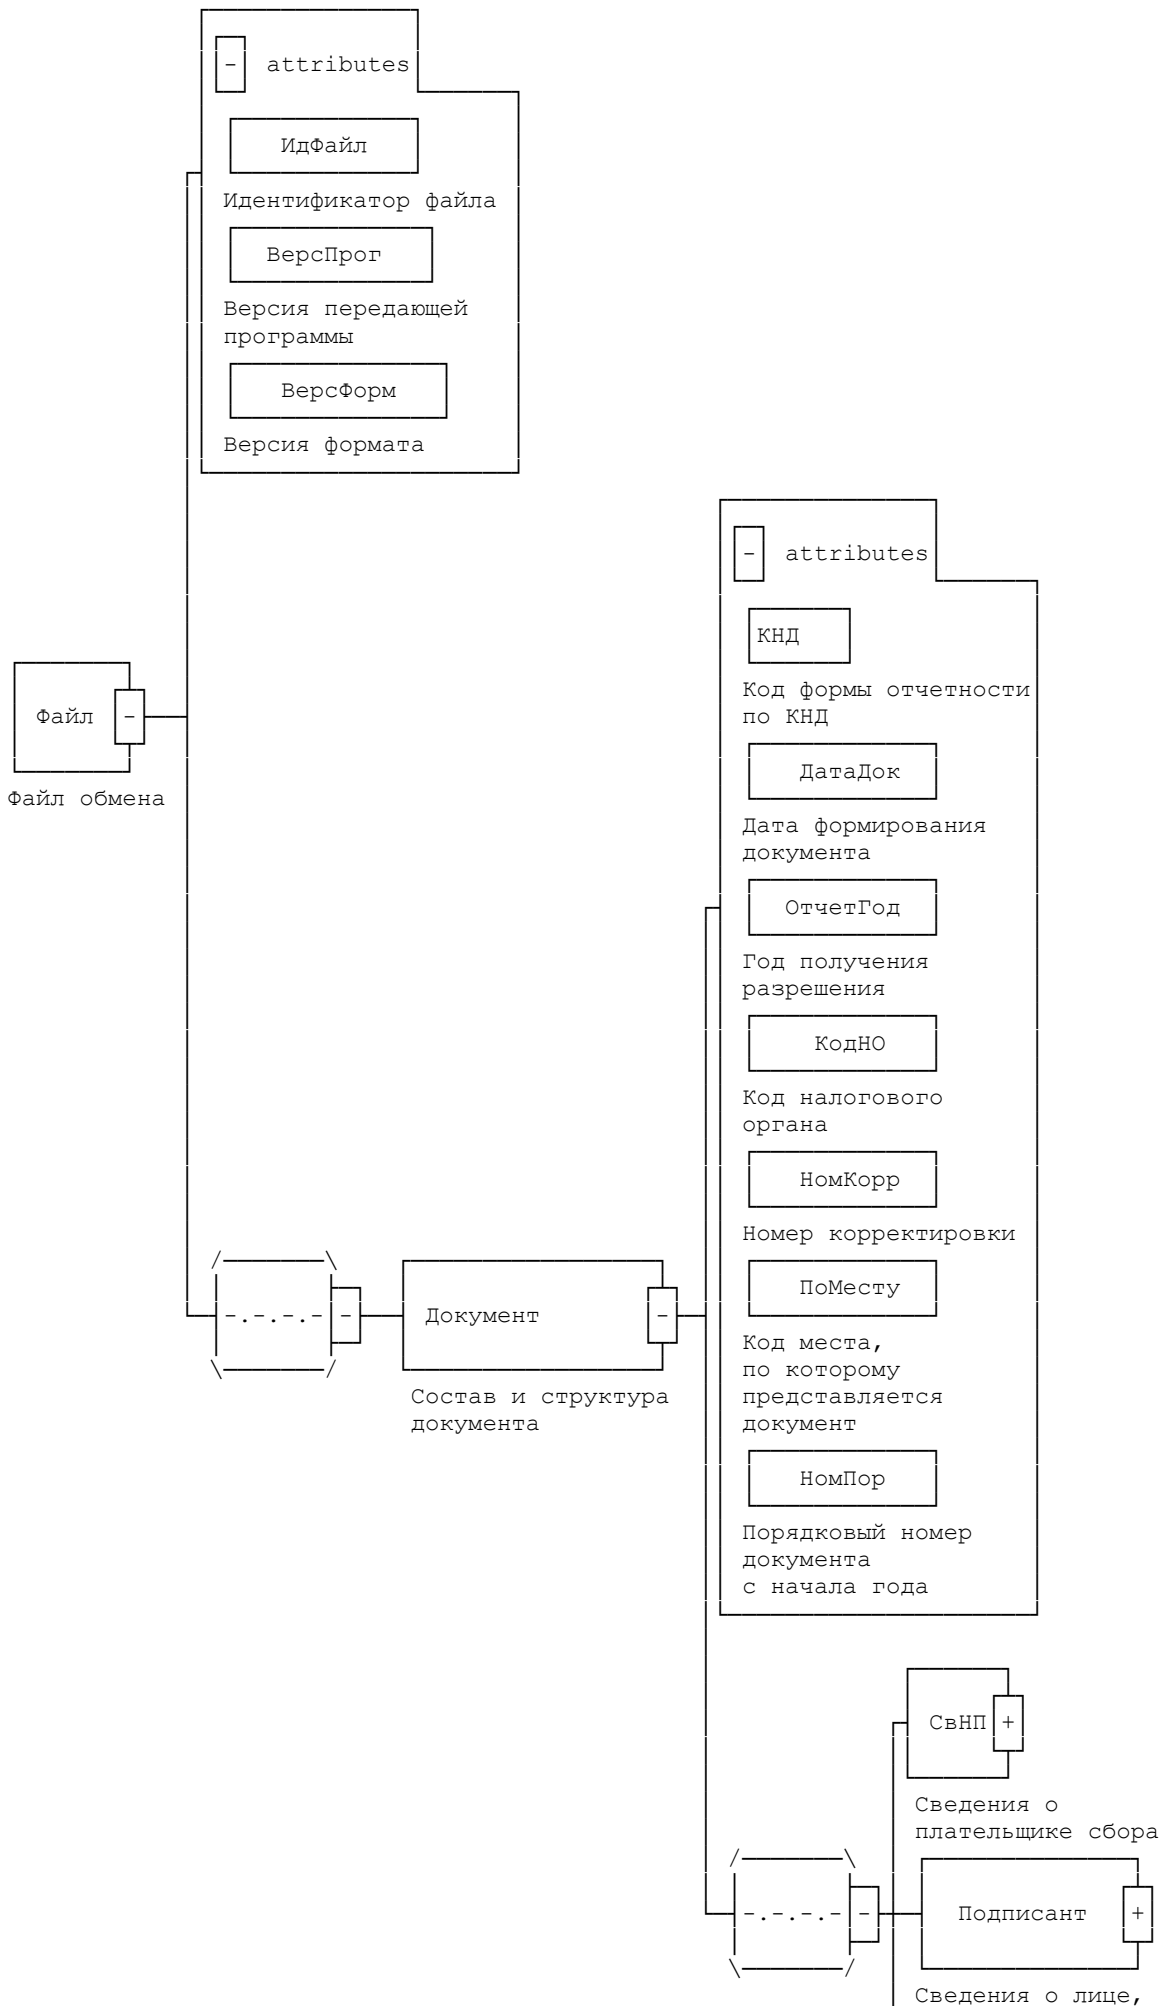 - attributes
ИдФайл
Идентификатор файла
ВерсПрог
Версия передающей
программы
ВерсФорм
Версия формата
- attributes
КНД
Код формы отчетности
по КНД
Файл -
Файл обмена
ДатаДок
Дата формирования
документа
ОтчетГод
Год получения
разрешения
КодНО
Код налогового
органа
НомКорр
Номер корректировки
ПоМесту
-.-.-.- - Документ -
Состав и структура
документа
Код места,
по которому
представляется
документ
НомПор
Порядковый номер
документа
с начала года
СвНП +
Сведения о
плательщике сбора
-.-.-.- - Подписант +
Сведения о лице,